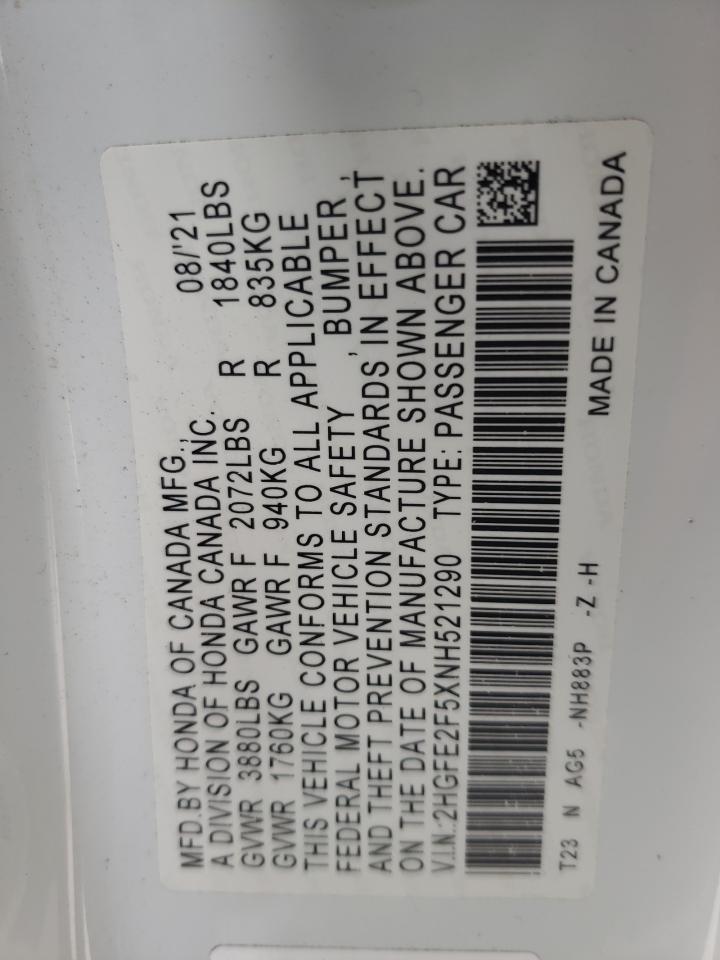 MFD.BY HONDA OF CANADA MFG., 08/'21
A DIVISION OF HONDA CANADA INC.
GVWR 3880LBS GAWR F 2072LBS R 1840LBS
GVWR 1760KG GAWR F 940KG R 835KG
THIS VEHICLE CONFORMS TO ALL APPLICABLE
FEDERAL MOTOR VEHICLE SAFETY , BUMPER ,
AND THEFT PREVENTION STANDARDS IN EFFECT
ON THE DATE OF MANUFACTURE SHOWN ABOVE.
V.I.N.:2HGFE2F5XNH521290 TYPE: PASSENGER CAR
T23 N AG5 -NH883P -Z -H
MADE IN CANADA